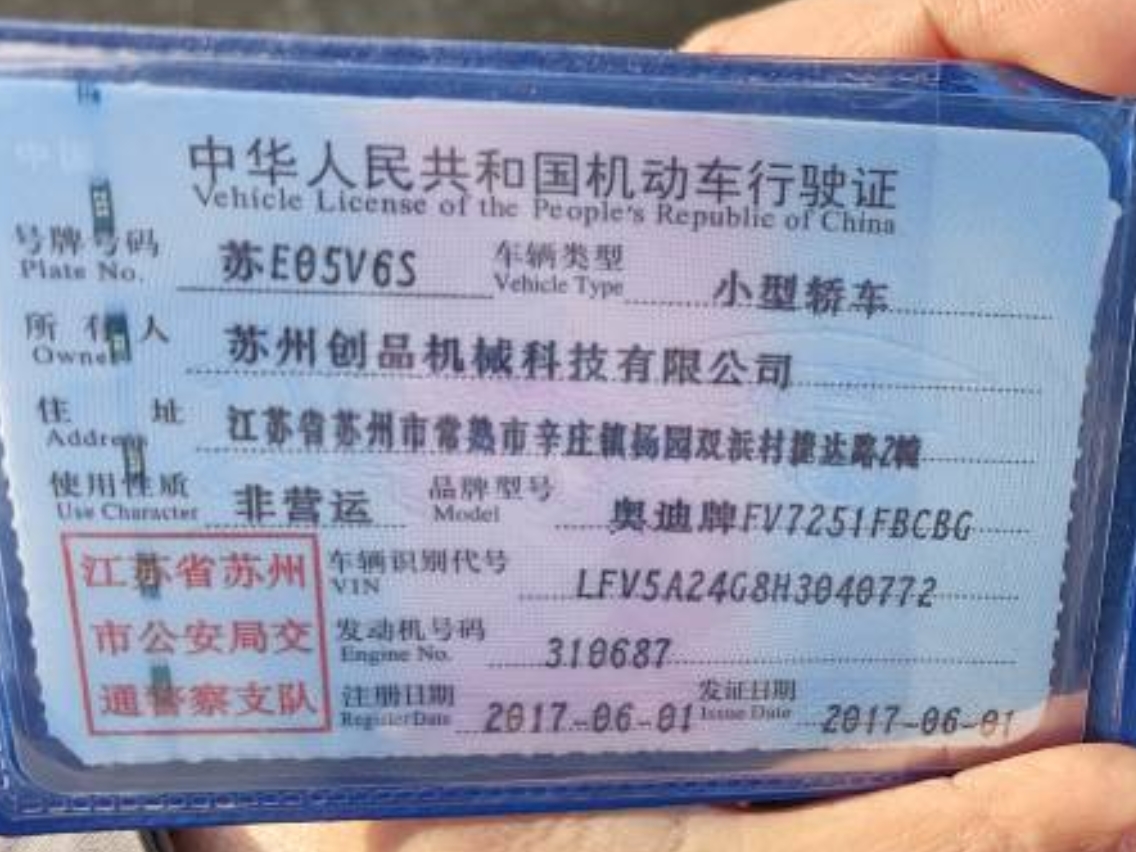 中华人民共和国机动车行驶证
Vehicle License of the People's Republic of China
号牌号码 苏E05V6S 车辆类型 小型轿车
Plate No. Vehicle Type
所有人 苏州创品机械科技有限公司
Owner
住址 江苏省苏州市常熟市辛庄镇杨园双浜村捷达路2幢
Address
使用性质 非营运 品牌型号 奥迪牌FV7251FBCBG
Use Character Model
江苏省苏州
市公安局交
通警察支队
车辆识别代号 LFV5A24G8H3040772
VIN
发动机号码 310687
Engine No.
注册日期 2017-06-01 发证日期 2017-06-01
Register Date Issue Date